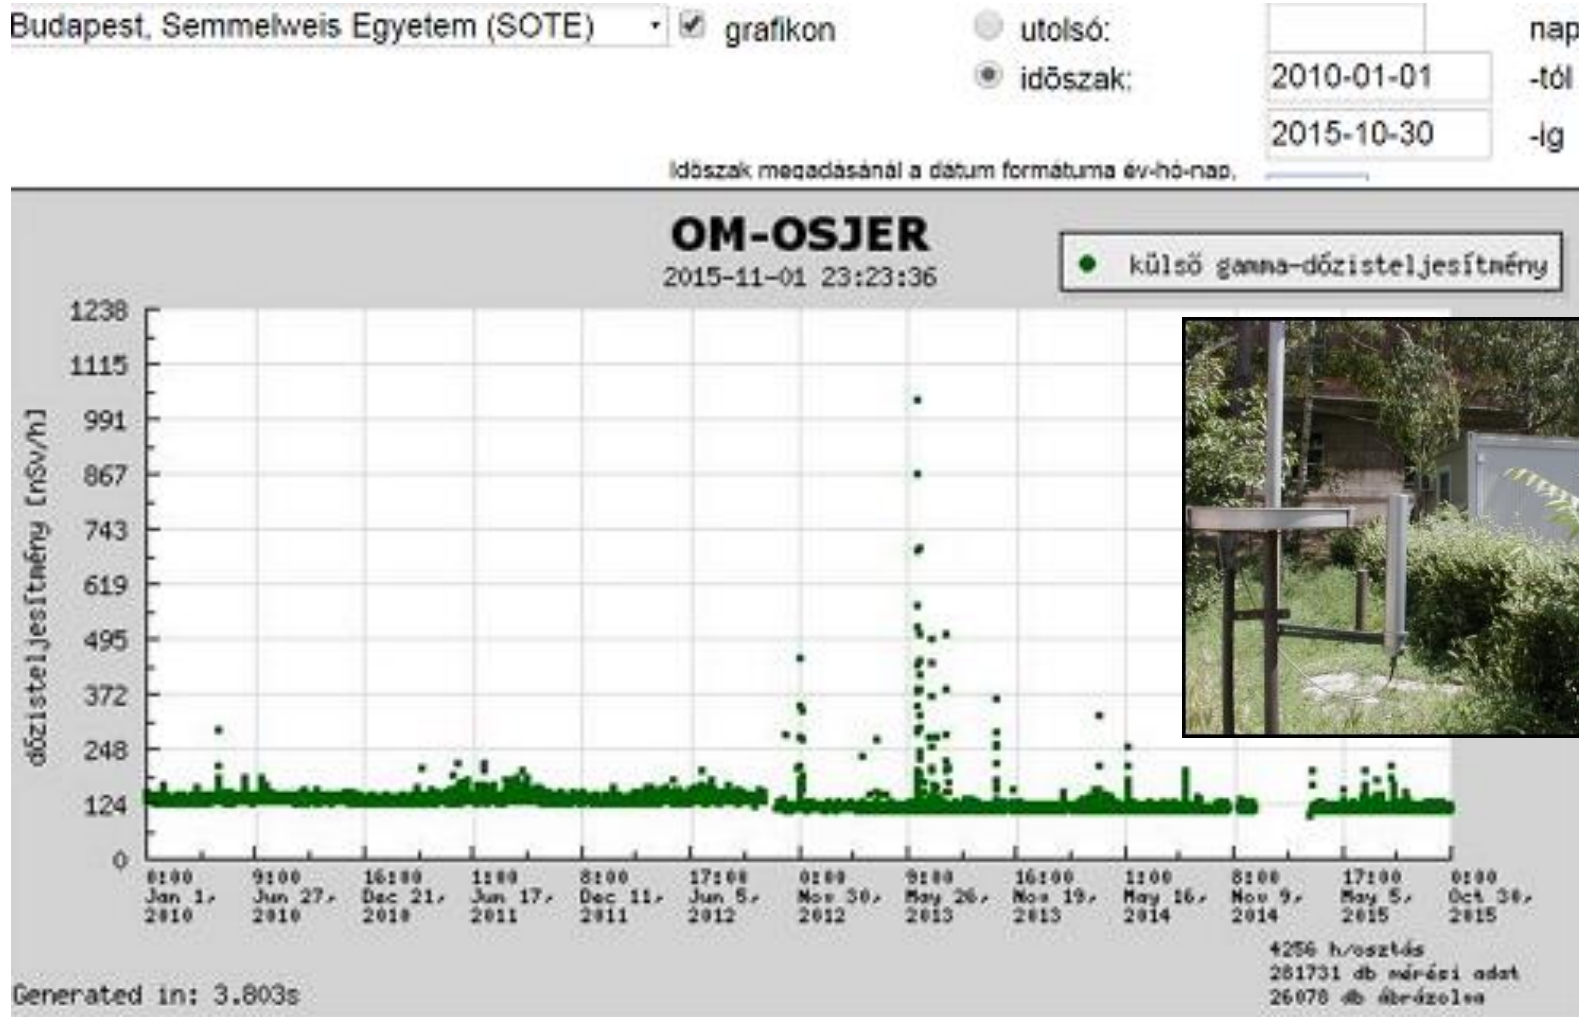 Budapest, Semmelweis Egyetem (SOTE) grafikon utolsó: nap
időszak: 2010-01-01 -tól
2015-10-30 -ig
Időszak megadásánál a dátum formátuma év-hó-nap,
OM-OSJER
2015-11-01 23:23:36
külső gamma-dózisteljesítmény
dózisteljesítmény [nSv/h]
1238
1115
991
867
743
619
495
372
248
124
0
0:00 9:00 16:00 1:00 8:00 17:00 0:00 9:00 16:00 1:00 8:00 17:00 0:00
Jan 1, Jun 27, Dec 21, Jun 17, Dec 11, Jun 5, Nov 30, May 26, Nov 19, May 16, Nov 9, May 5, Oct 30,
2010 2010 2010 2011 2011 2012 2012 2013 2013 2014 2014 2015 2015
4256 h/osztás
281731 db mérési adat
26078 db ábrázolva
Generated in: 3.803s